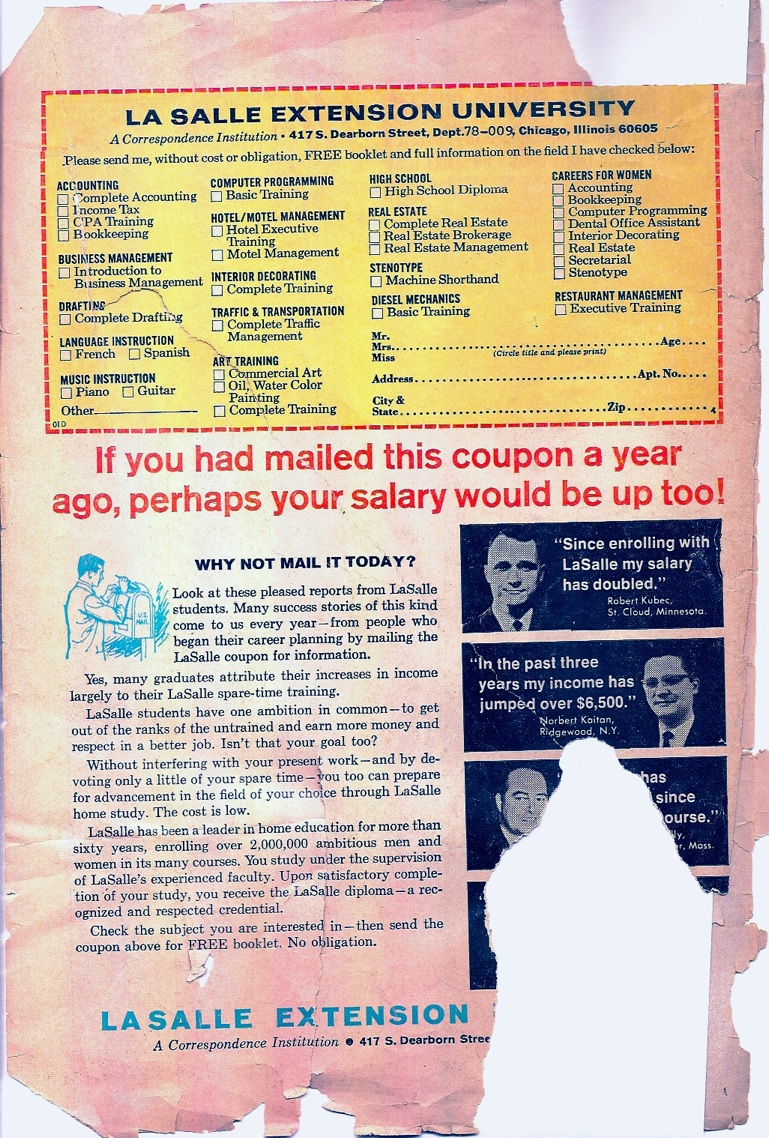 LA SALLE EXTENSION UNIVERSITY
A Correspondence Institution • 417 S. Dearborn Street, Dept. 78-009, Chicago, Illinois 60605
Please send me, without cost or obligation, FREE booklet and full information on the field I have checked below:
ACCOUNTING
Complete Accounting
Income Tax
CPA Training
Bookkeeping
BUSINESS MANAGEMENT
Introduction to
Business Management
DRAFTING
Complete Drafting
LANGUAGE INSTRUCTION
French Spanish
MUSIC INSTRUCTION
Piano Guitar
Other
01D
COMPUTER PROGRAMMING
Basic Training
HOTEL/MOTEL MANAGEMENT
Hotel Executive
Training
Motel Management
INTERIOR DECORATING
Complete Training
TRAFFIC & TRANSPORTATION
Complete Traffic
Management
ART TRAINING
Commercial Art
Oil, Water Color
Painting
Complete Training
HIGH SCHOOL
High School Diploma
REAL ESTATE
Complete Real Estate
Real Estate Brokerage
Real Estate Management
STENOTYPE
Machine Shorthand
DIESEL MECHANICS
Basic Training
CAREERS FOR WOMEN
Accounting
Bookkeeping
Computer Programming
Dental Office Assistant
Interior Decorating
Real Estate
Secretarial
Stenotype
RESTAURANT MANAGEMENT
Executive Training
Mr.
Mrs. Age
Miss (Circle title and please print)
Address Apt. No.
City &
State Zip 4
If you had mailed this coupon a year
ago, perhaps your salary would be up too!
WHY NOT MAIL IT TODAY?
U.S.
MAIL
Look at these pleased reports from LaSalle
students. Many success stories of this kind
come to us every year—from people who
began their career planning by mailing the
LaSalle coupon for information.
Yes, many graduates attribute their increases in income
largely to their LaSalle spare-time training.
LaSalle students have one ambition in common—to get
out of the ranks of the untrained and earn more money and
respect in a better job. Isn't that your goal too?
Without interfering with your present work—and by de-
voting only a little of your spare time—you too can prepare
for advancement in the field of your choice through LaSalle
home study. The cost is low.
LaSalle has been a leader in home education for more than
sixty years, enrolling over 2,000,000 ambitious men and
women in its many courses. You study under the supervision
of LaSalle's experienced faculty. Upon satisfactory comple-
tion of your study, you receive the LaSalle diploma—a rec-
ognized and respected credential.
Check the subject you are interested in—then send the
coupon above for FREE booklet. No obligation.
"Since enrolling with
LaSalle my salary
has doubled."
Robert Kubec,
St. Cloud, Minnesota.
"In the past three
years my income has
jumped over $6,500."
Norbert Kaitan,
Ridgewood, N.Y.
has
since
ourse."
Mass.
LASALLE EXTENSION
A Correspondence Institution • 417 S. Dearborn Stree